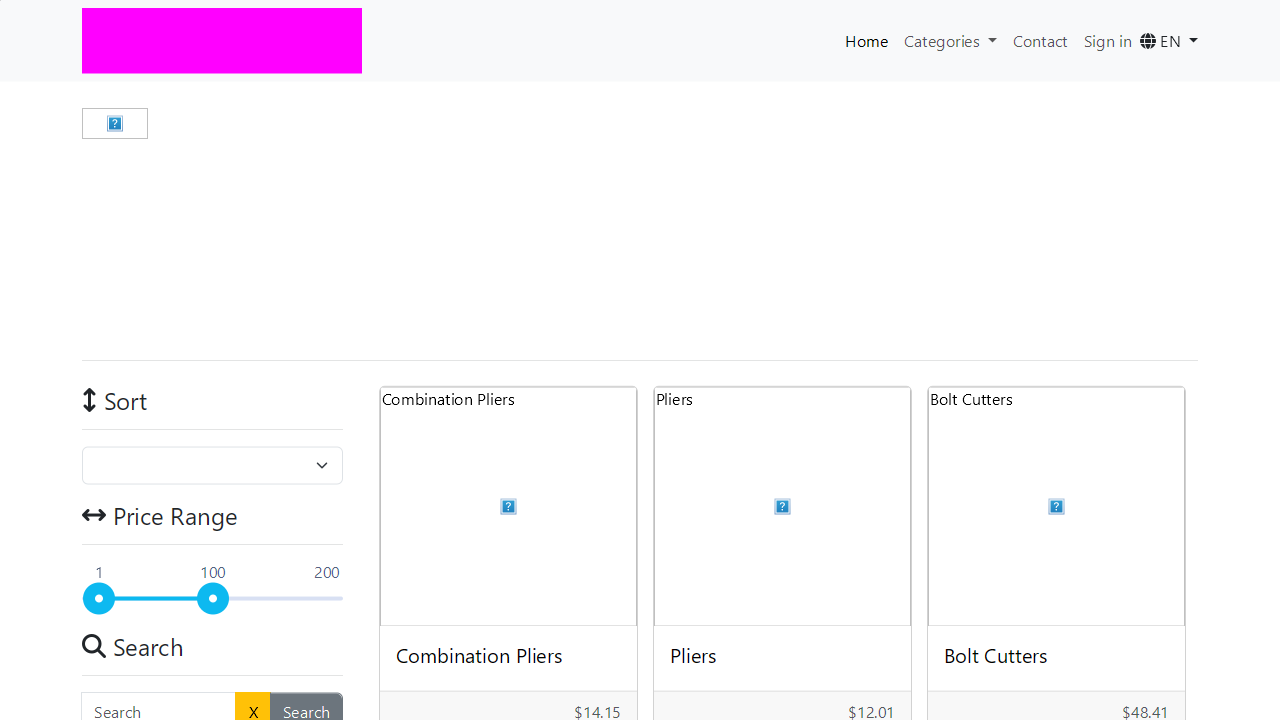 Home Categories Contact Sign in EN
Sort
Price Range
1 100 200
Search
Search X Search
Combination Pliers
Combination Pliers
$14.15
Pliers
Pliers
$12.01
Bolt Cutters
Bolt Cutters
$48.41